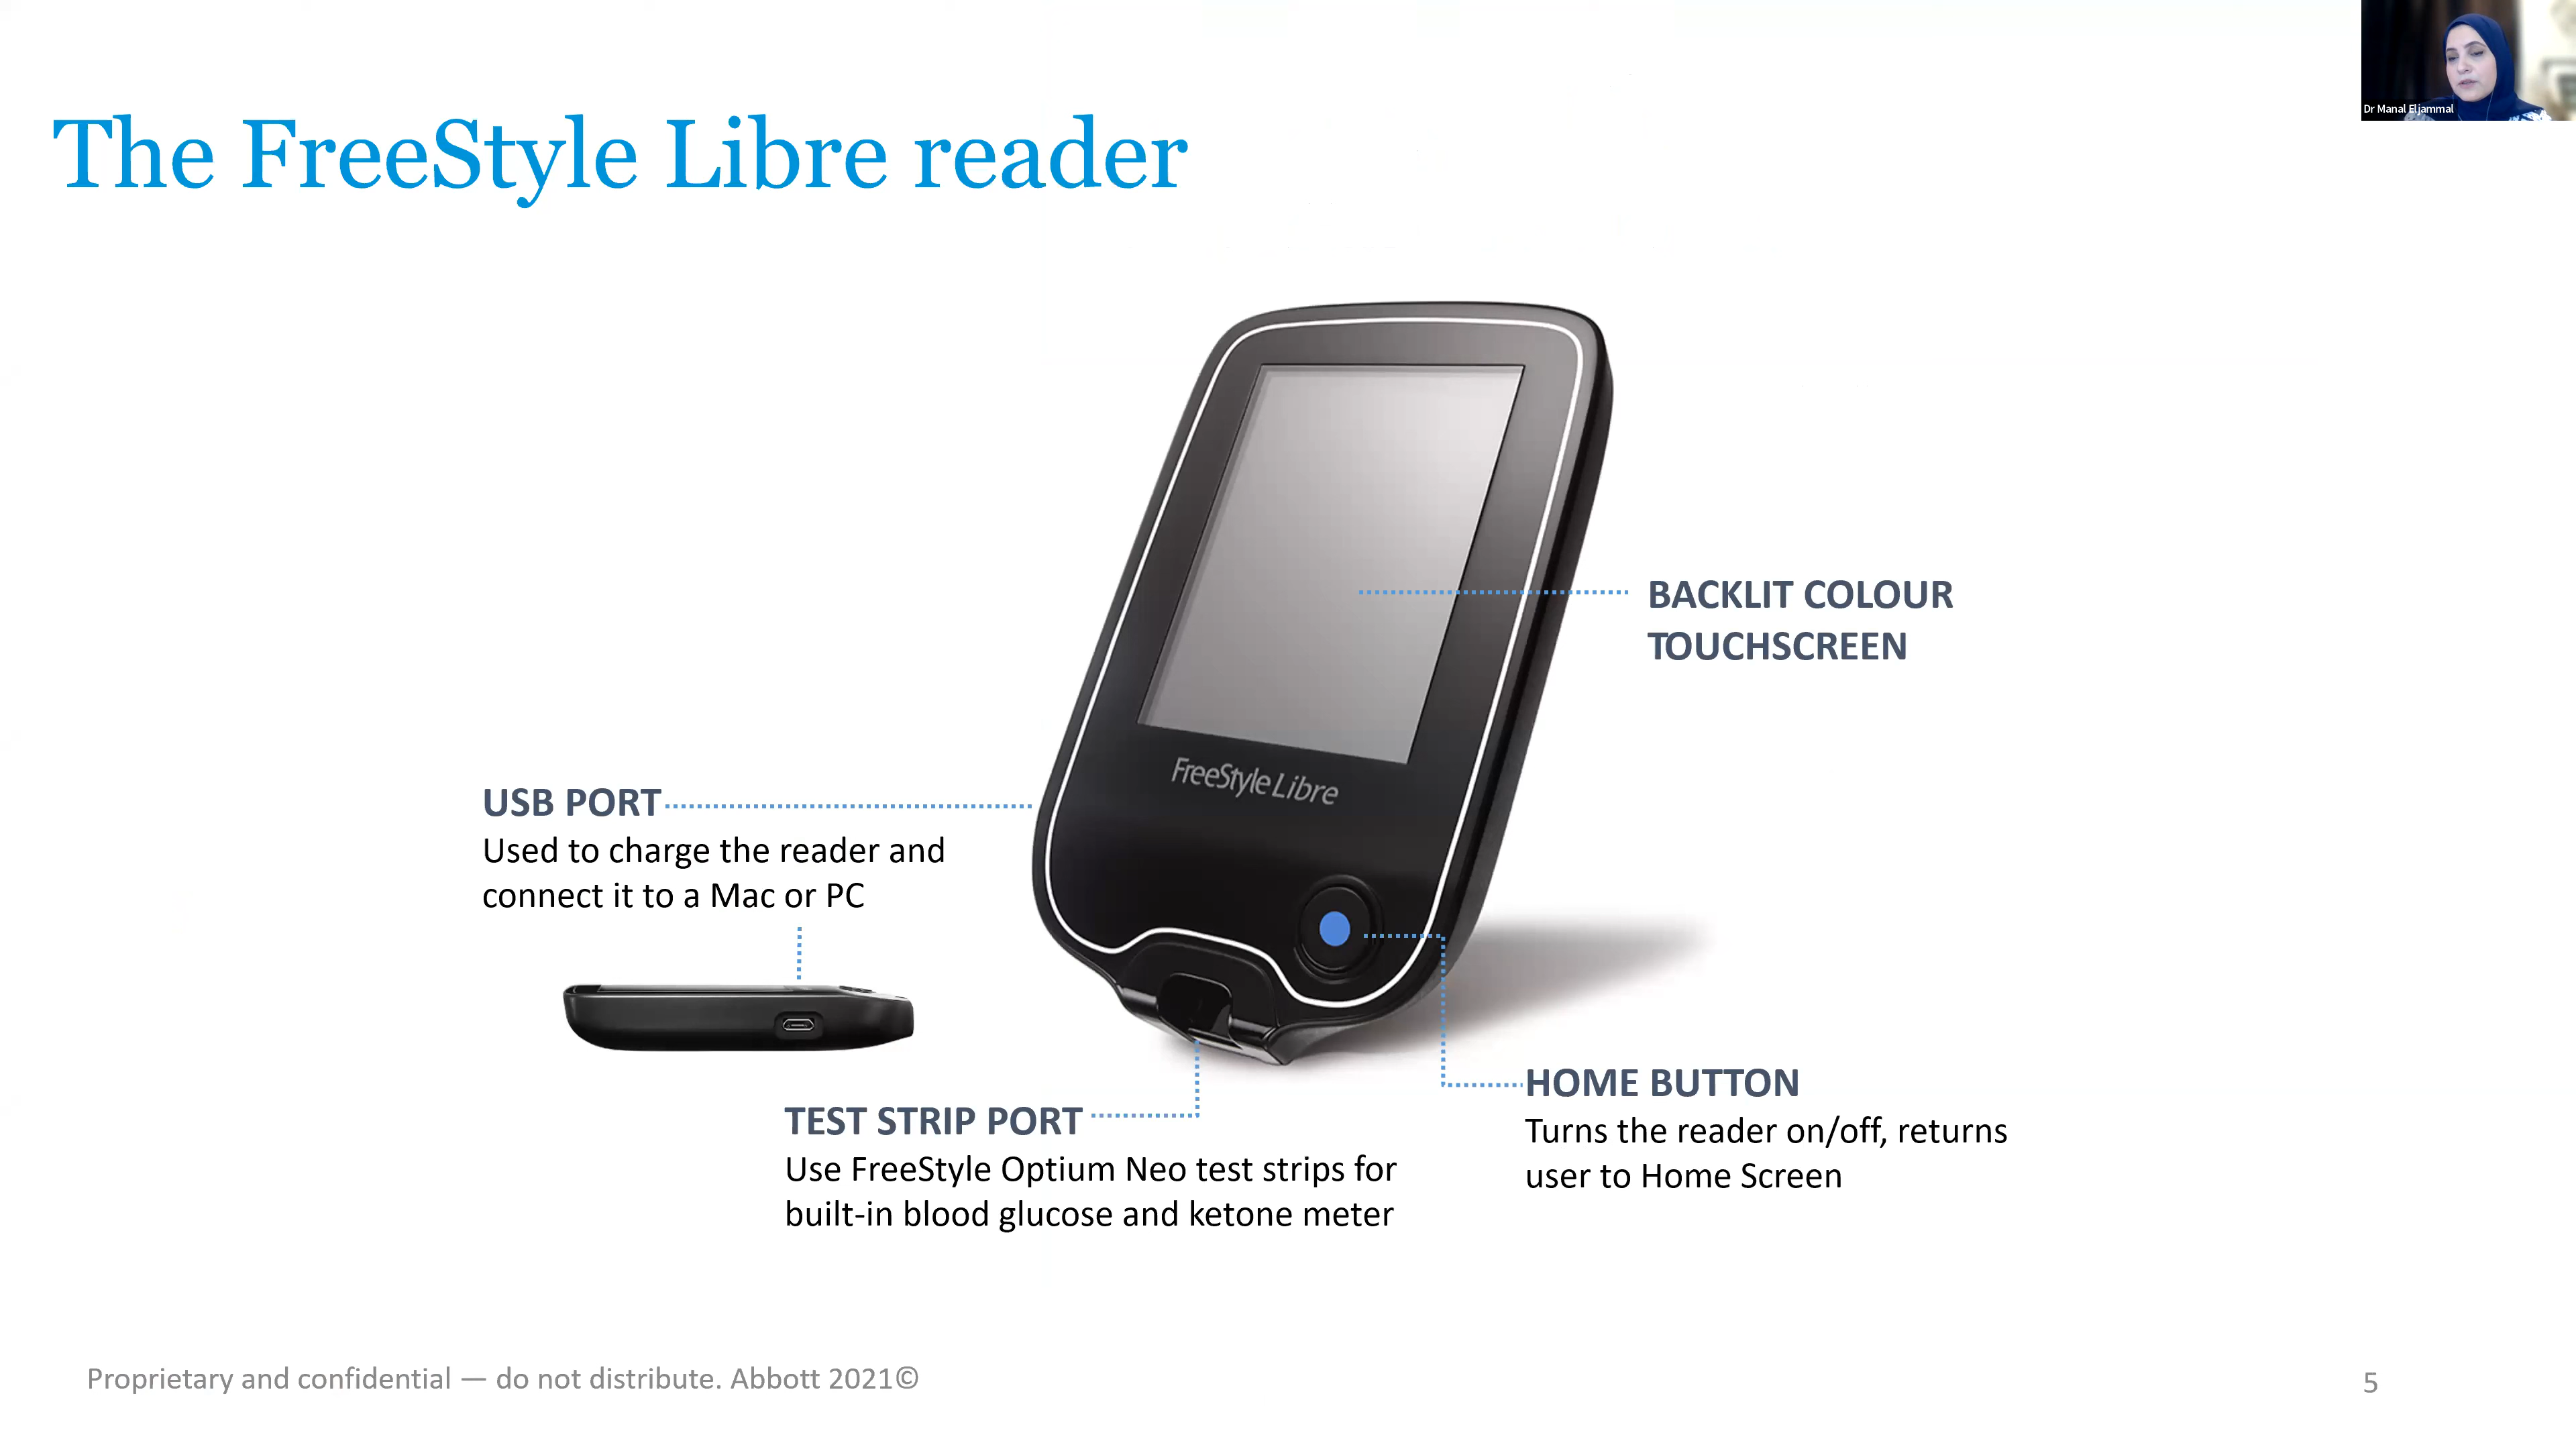 Dr Manal Eljammal
The FreeStyle Libre reader
BACKLIT COLOUR
TOUCHSCREEN
FreeStyle Libre
USB PORT
Used to charge the reader and
connect it to a Mac or PC
TEST STRIP PORT
Use FreeStyle Optium Neo test strips for
built-in blood glucose and ketone meter
HOME BUTTON
Turns the reader on/off, returns
user to Home Screen
Proprietary and confidential — do not distribute. Abbott 2021©
5